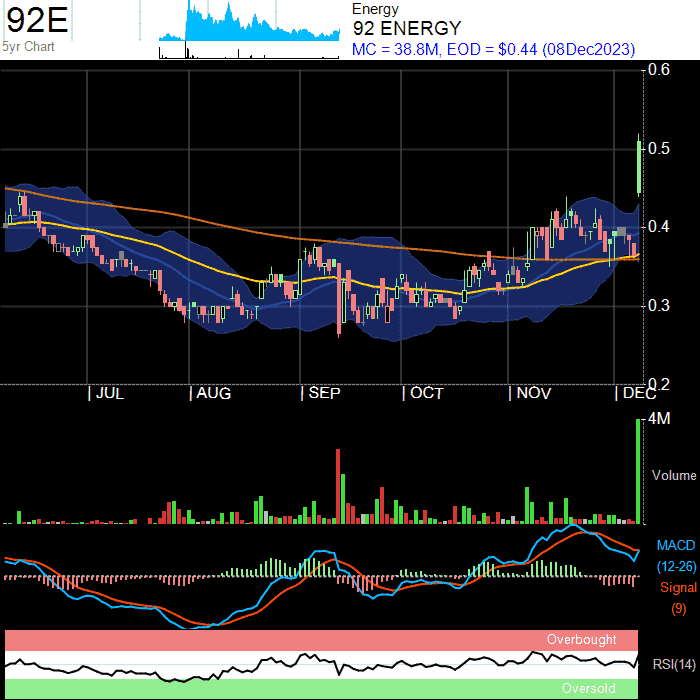 92E
5yr Chart
Energy
92 ENERGY
MC = 38.8M, EOD = $0.44 (08Dec2023)
0.6
0.5
0.4
0.3
0.2
JUL
AUG
SEP
OCT
NOV
DEC
4M
Volume
MACD
(12-26)
Signal
(9)
Overbought
RSI(14)
Oversold